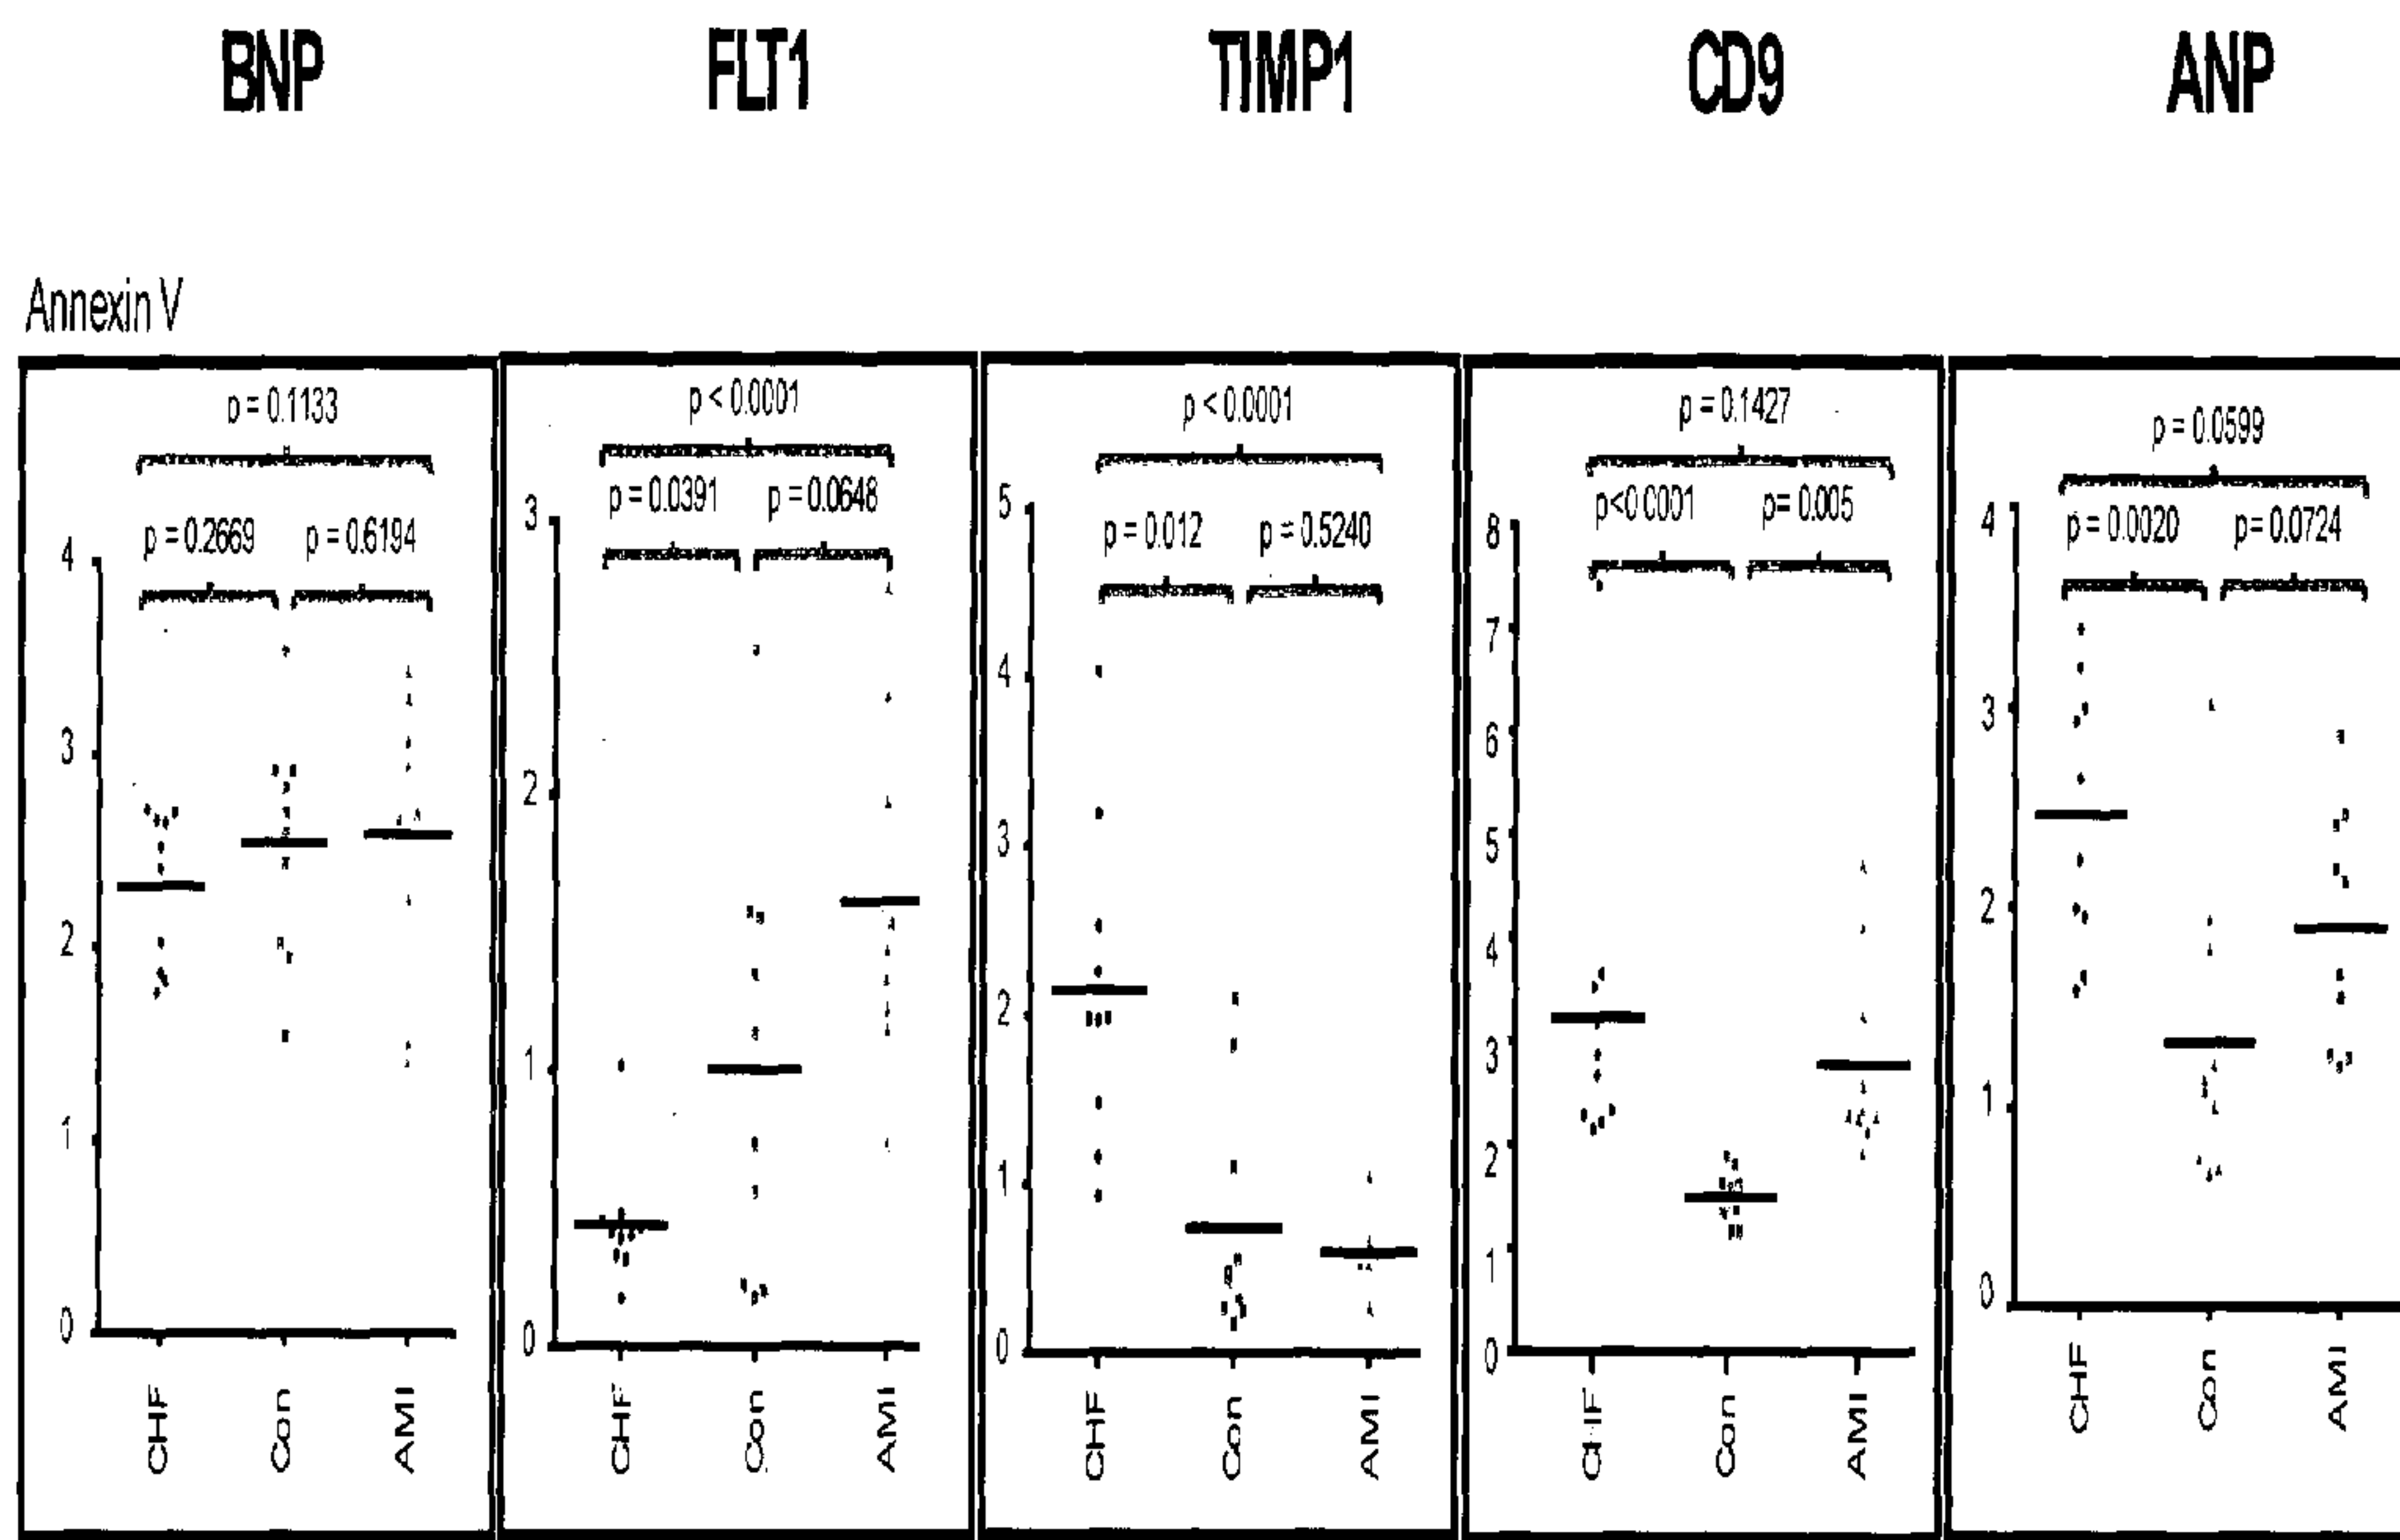 BNP FLT1 TIMP1 CD9 ANP
Annexin V
p = 0.1133
p = 0.2669 p = 0.6194
4
3
2
1
0
CHF Con AMI
p < 0.0001
p = 0.0391 p = 0.0648
3
2
1
0
CHF Con AMI
p < 0.0001
p = 0.012 p = 0.5240
5
4
3
2
1
0
CHF Con AMI
p = 0.1427
p<0.0001 p= 0.005
8
7
6
5
4
3
2
1
0
CHF Con AMI
p = 0.0599
p = 0.0020 p = 0.0724
4
3
2
1
0
CHF Con AMI